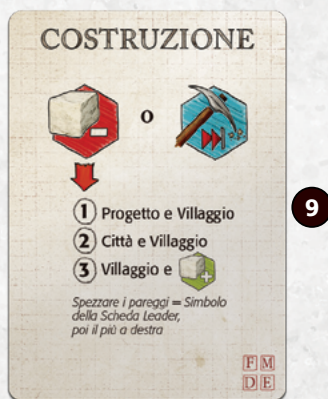 COSTRUZIONE
o
1 Progetto e Villaggio
2 Città e Villaggio
3 Villaggio e
Spezzare i pareggi = Simbolo
della Scheda Leader,
poi il più a destra
F M
D E
9